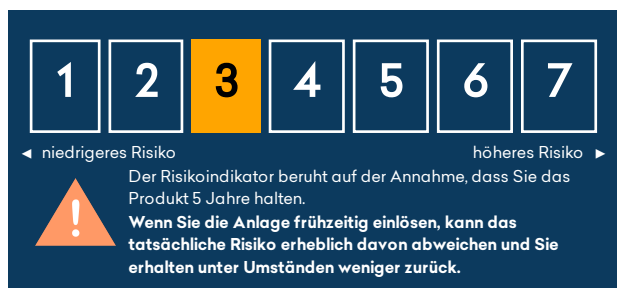 1 2 3 4 5 6 7
◄ niedrigeres Risiko höheres Risiko ►
Der Risikoindikator beruht auf der Annahme, dass Sie das
Produkt 5 Jahre halten.
Wenn Sie die Anlage frühzeitig einlösen, kann das
tatsächliche Risiko erheblich davon abweichen und Sie
erhalten unter Umständen weniger zurück.
!